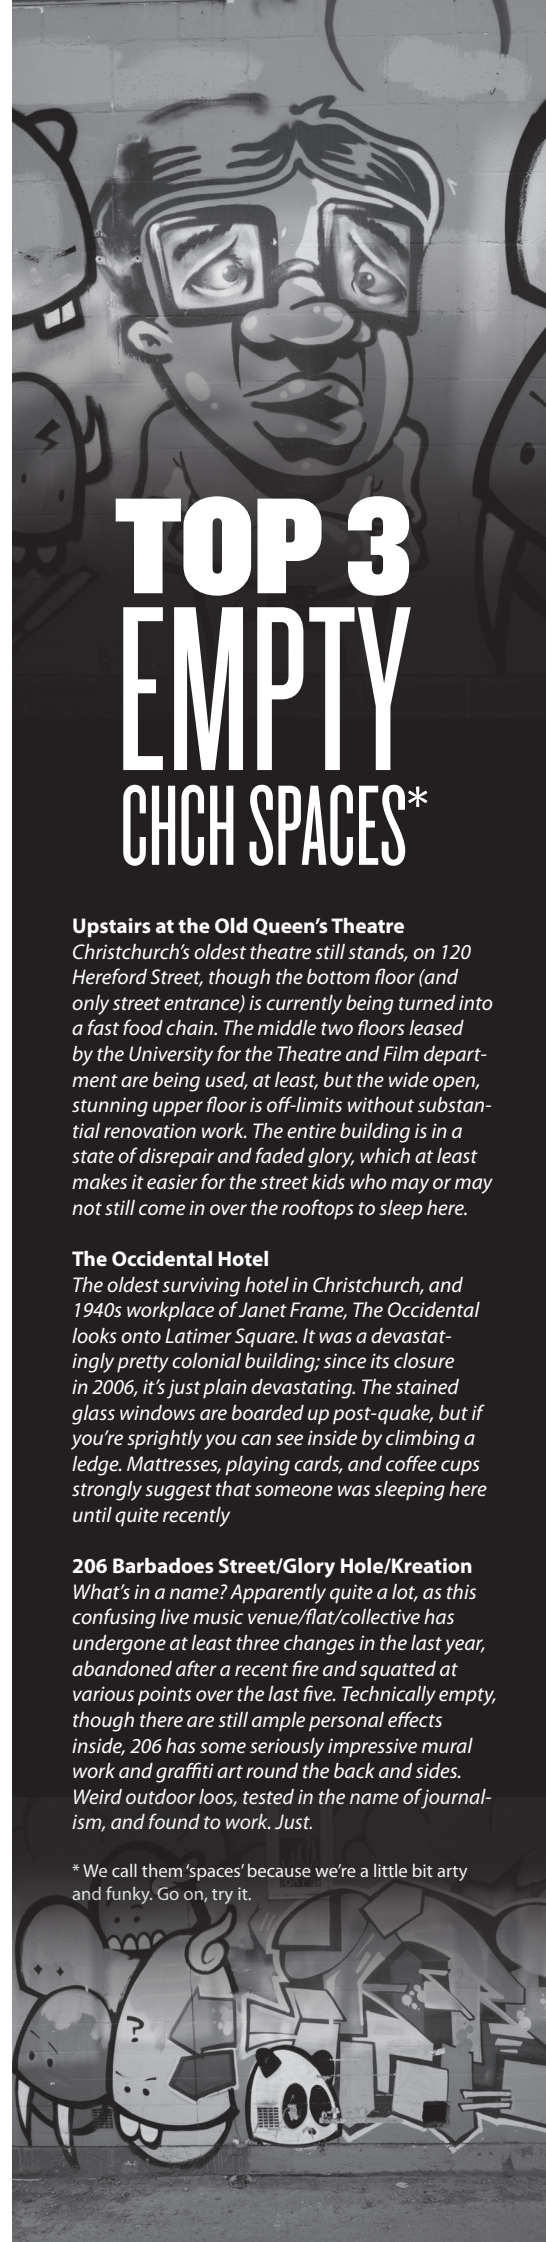 TOP 3
EMPTY
CHCH SPACES*
Upstairs at the Old Queen's Theatre
Christchurch's oldest theatre still stands, on 120
Hereford Street, though the bottom floor (and
only street entrance) is currently being turned into
a fast food chain. The middle two floors leased
by the University for the Theatre and Film depart-
ment are being used, at least, but the wide open,
stunning upper floor is off-limits without substan-
tial renovation work. The entire building is in a
state of disrepair and faded glory, which at least
makes it easier for the street kids who may or may
not still come in over the rooftops to sleep here.
The Occidental Hotel
The oldest surviving hotel in Christchurch, and
1940s workplace of Janet Frame, The Occidental
looks onto Latimer Square. It was a devastat-
ingly pretty colonial building; since its closure
in 2006, it's just plain devastating. The stained
glass windows are boarded up post-quake, but if
you're sprightly you can see inside by climbing a
ledge. Mattresses, playing cards, and coffee cups
strongly suggest that someone was sleeping here
until quite recently
206 Barbadoes Street/Glory Hole/Kreation
What's in a name? Apparently quite a lot, as this
confusing live music venue/flat/collective has
undergone at least three changes in the last year,
abandoned after a recent fire and squatted at
various points over the last five. Technically empty,
though there are still ample personal effects
inside, 206 has some seriously impressive mural
work and graffiti art round the back and sides.
Weird outdoor loos, tested in the name of journal-
ism, and found to work. Just.
* We call them 'spaces' because we're a little bit arty
and funky. Go on, try it.
?